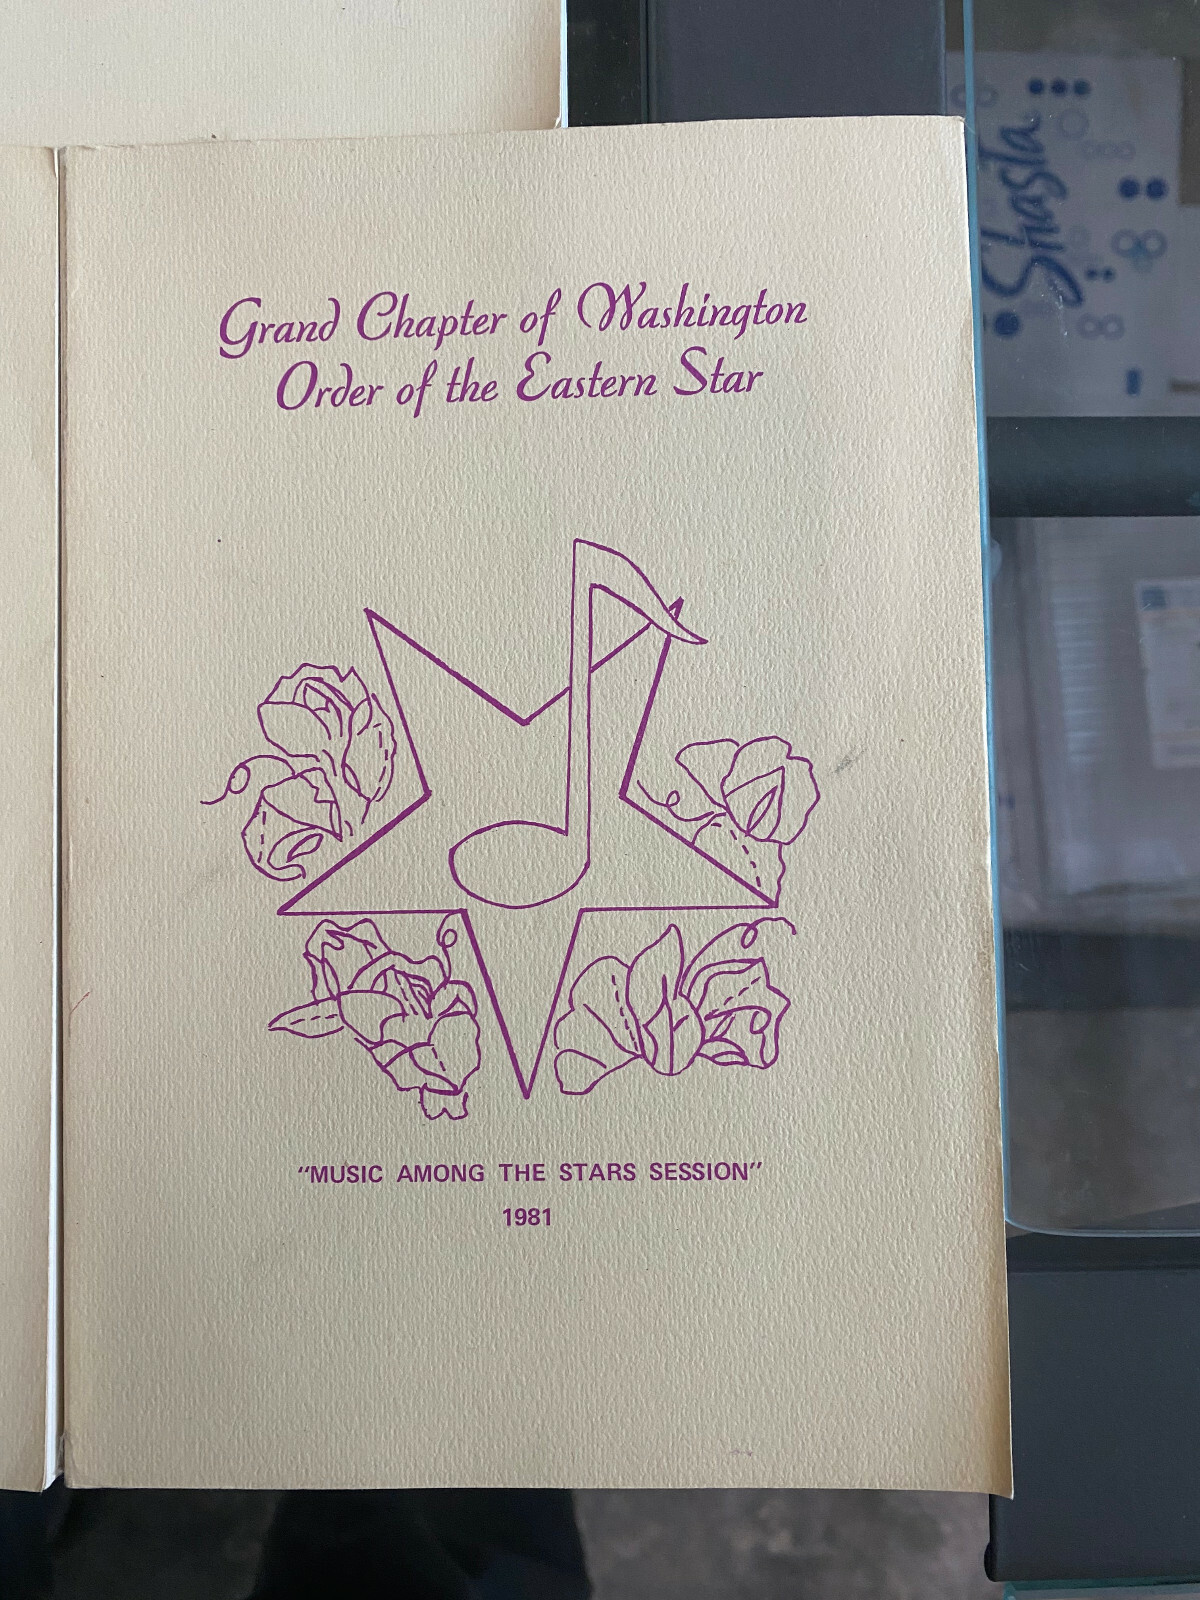 Grand Chapter of Washington
Order of the Eastern Star
"MUSIC AMONG THE STARS SESSION"
1981
Shasta